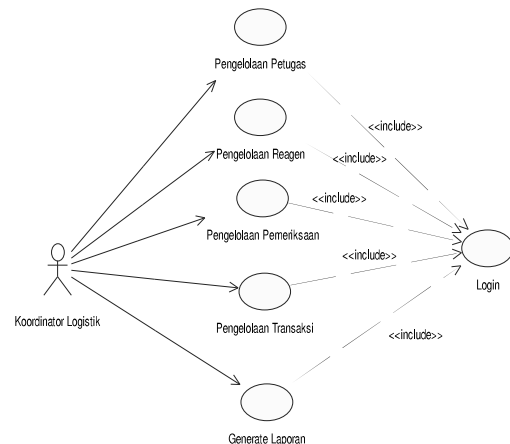 Pengelolaan Petugas
<<include>>
Pengelolaan Reagen
<<include>>
<<include>>
Pengelolaan Pemeriksaan
<<include>>
Login
Koordinator Logistik
Pengelolaan Transaksi
<<include>>
Generate Laporan